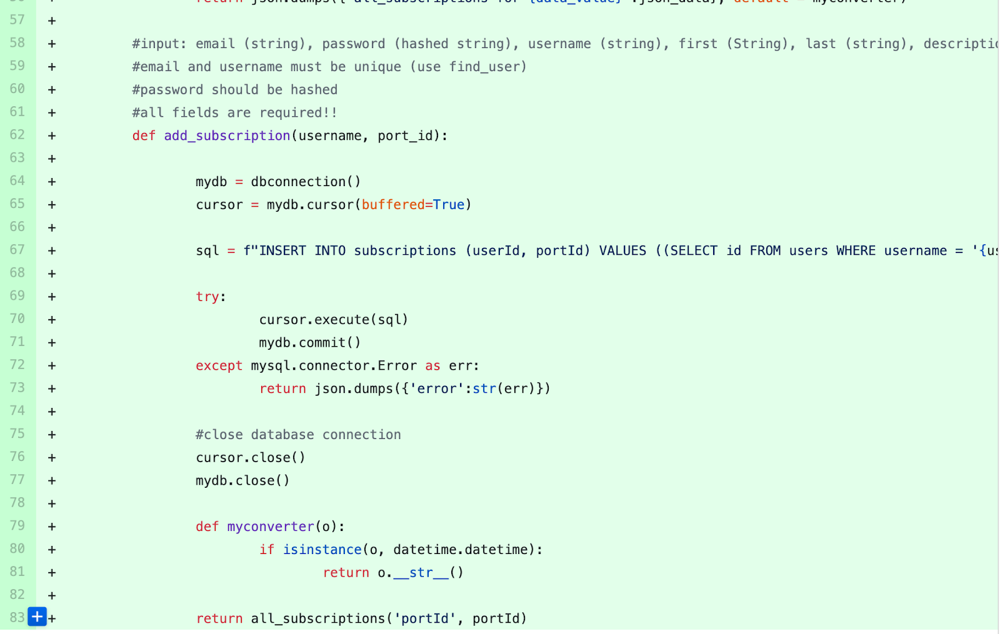 57 +
58 + #input: email (string), password (hashed string), username (string), first (String), last (string),
59 + #email and username must be unique (use find_user)
60 + #password should be hashed
61 + #all fields are required!!
62 + def add_subscription(username, port_id):
63 +
64 + mydb = dbconnection()
65 + cursor = mydb.cursor(buffered=True)
66 +
67 + sql = f"INSERT INTO subscriptions (userId, portId) VALUES ((SELECT id FROM users WHERE username = '{
68 +
69 + try:
70 + cursor.execute(sql)
71 + mydb.commit()
72 + except mysql.connector.Error as err:
73 + return json.dumps({'error':str(err)})
74 +
75 + #close database connection
76 + cursor.close()
77 + mydb.close()
78 +
79 + def myconverter(o):
80 + if isinstance(o, datetime.datetime):
81 + return o.__str__()
82 +
83 + + return all_subscriptions('portId', portId)